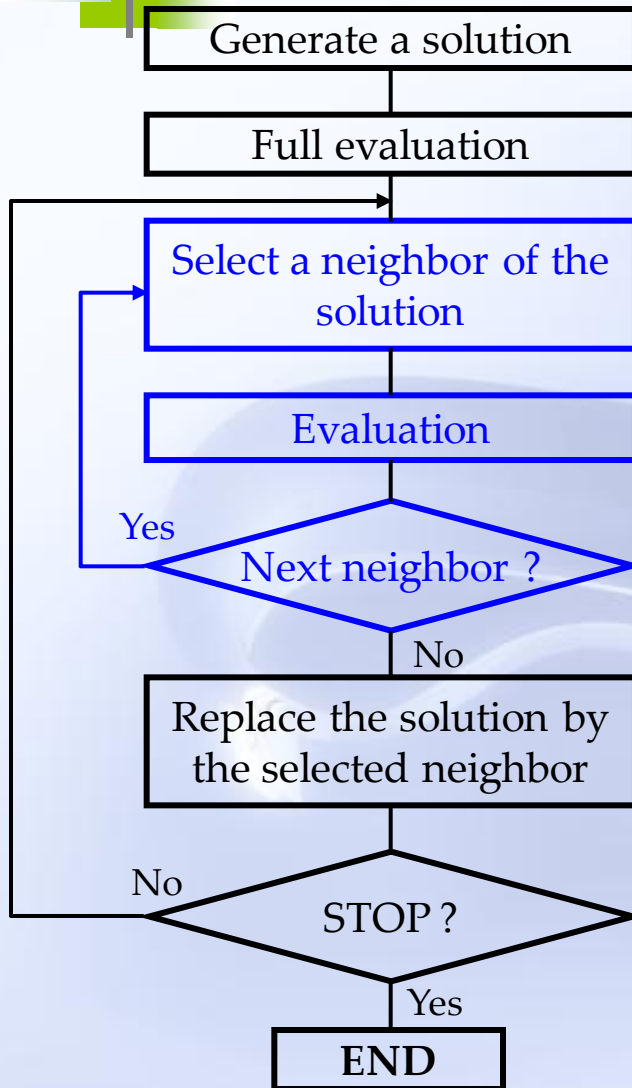 Generate a solution
Full evaluation
Select a neighbor of the
solution
Evaluation
Yes
Next neighbor ?
No
Replace the solution by
the selected neighbor
No
STOP ?
Yes
END